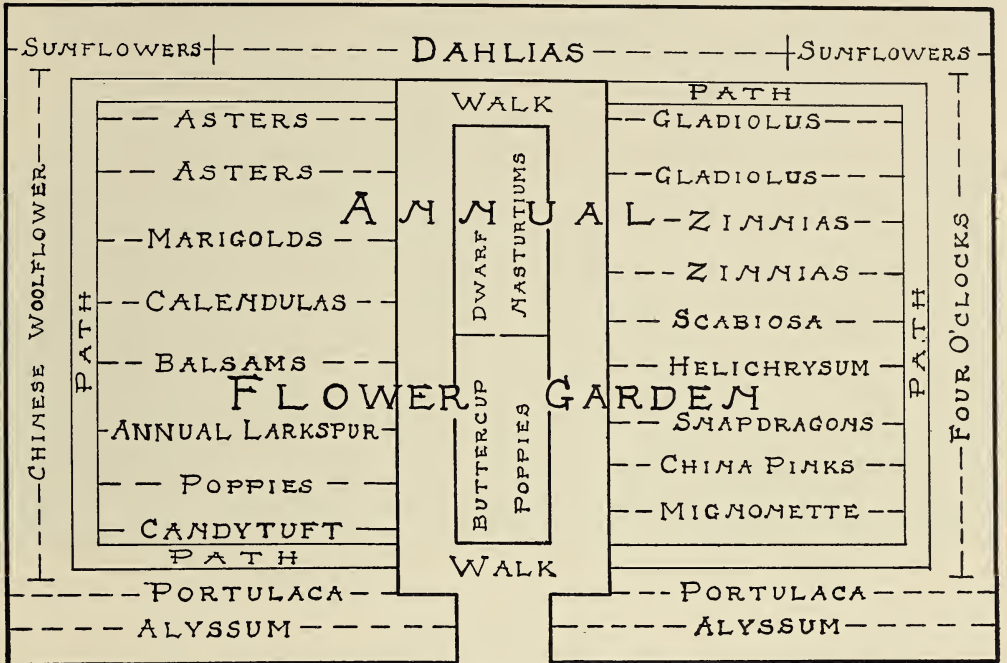 SUNFLOWERS
DAHLIAS
SUNFLOWERS
CHINESE WOOLFLOWER
PATH
ASTERS
ASTERS
MARIGOLDS
CALENDULAS
BALSAMS
ANNUAL LARKSPUR
POPPIES
CANDYTUFT
PATH
WALK
ANNUAL
DWARF
NASTURTIUMS
FLOWER GARDEN
BUTTERCUP
POPPIES
WALK
PATH
GLADIOLUS
GLADIOLUS
ZINNIAS
ZINNIAS
SCABIOSA
HELICHRYSUM
SNAPDRAGONS
CHINA PINKS
MIGNONETTE
PATH
FOUR O'CLOCKS
PORTULACA
PORTULACA
ALYSSUM
ALYSSUM